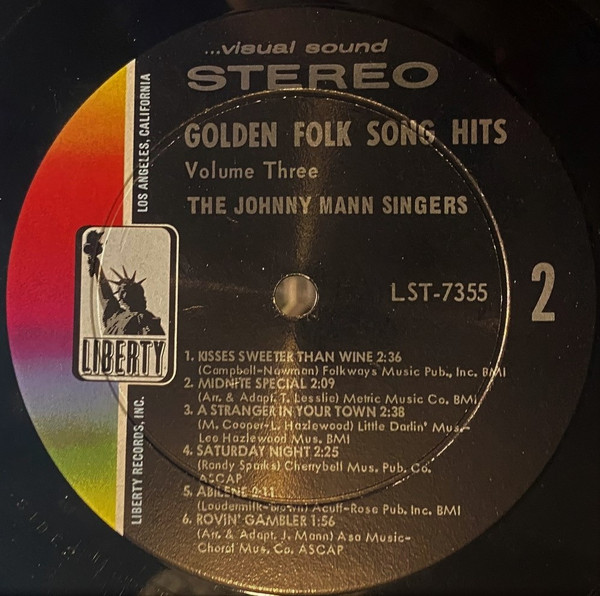 ...visual sound
STEREO
GOLDEN FOLK SONG HITS
Volume Three
THE JOHNNY MANN SINGERS
LOS ANGELES, CALIFORNIA
LIBERTY
LIBERTY RECORDS, INC.
LST-7355
2
1. KISSES SWEETER THAN WINE 2:36
(Campbell-Newman) Folkways Music Pub., Inc. BMI
2. MIDNITE SPECIAL 2:09
(Arr. & Adapt. T. Lesslie) Metric Music Co. BMI
3. A STRANGER IN YOUR TOWN 2:38
(M. Cooper-L. Hazlewood) Little Darlin' Mus.-
Lee Hazlewood Mus. BMI
4. SATURDAY NIGHT 2:25
(Randy Sparks) Cherrybell Mus. Pub. Co.
ASCAP
5. ABILENE 2:11
(Loudermilk-Brown) Acuff-Rose Pub. Inc. BMI
6. ROVIN' GAMBLER 1:56
(Arr. & Adapt. J. Mann) Asa Music-
Choral Mus. Co. ASCAP